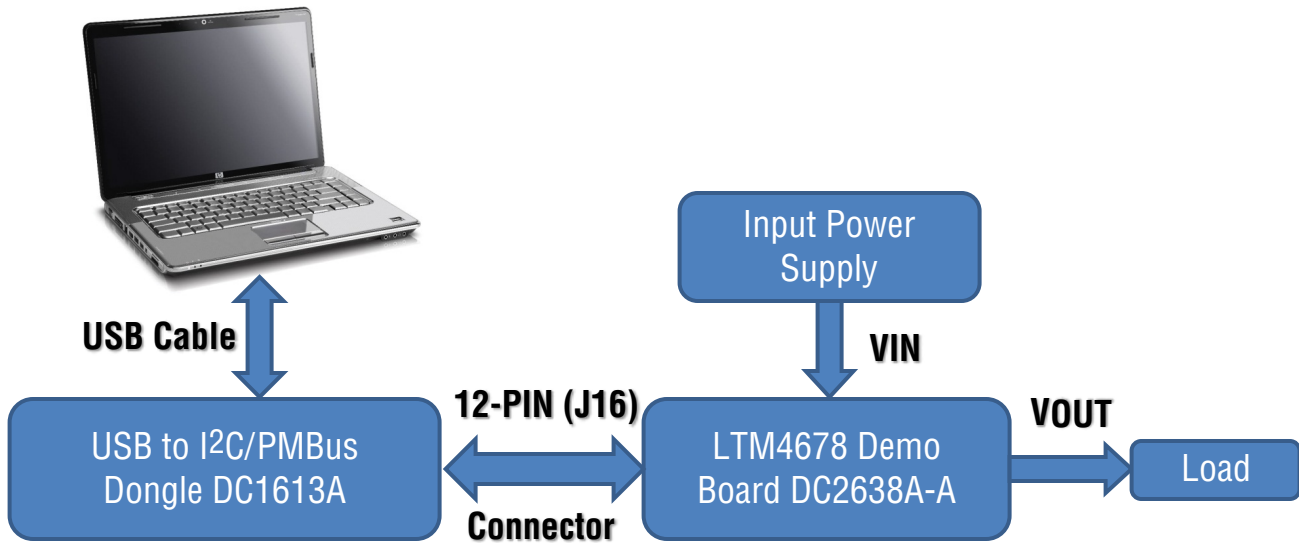 Input Power
Supply
USB Cable
VIN
12-PIN (J16)
VOUT
USB to I2C/PMBus
Dongle DC1613A
LTM4678 Demo
Board DC2638A-A
Load
Connector